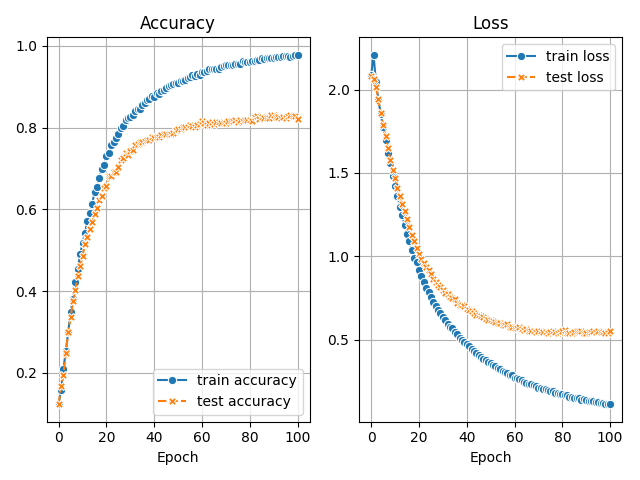 Accuracy
1.0
0.8
0.6
0.4
0.2
0 20 40 60 80 100
Epoch
train accuracy
test accuracy
Loss
2.0
1.5
1.0
0.5
0 20 40 60 80 100
Epoch
train loss
test loss